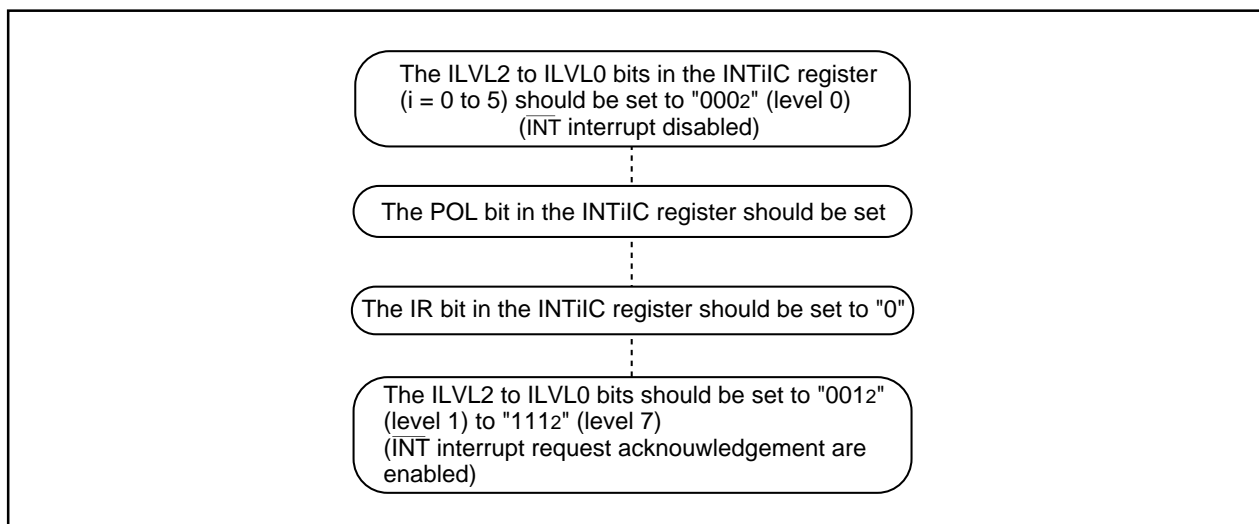 The ILVL2 to ILVL0 bits in the INTiIC register
(i = 0 to 5) should be set to "0002" (level 0)
(INT interrupt disabled)
The POL bit in the INTiIC register should be set
The IR bit in the INTiIC register should be set to "0"
The ILVL2 to ILVL0 bits should be set to "0012"
(level 1) to "1112" (level 7)
(INT interrupt request acknouwledgement are
enabled)